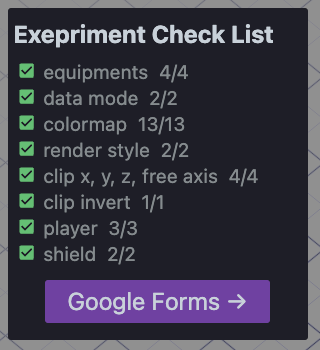 Exepriment Check List
equipments 4/4
data mode 2/2
colormap 13/13
render style 2/2
clip x, y, z, free axis 4/4
clip invert 1/1
player 3/3
shield 2/2
Google Forms →